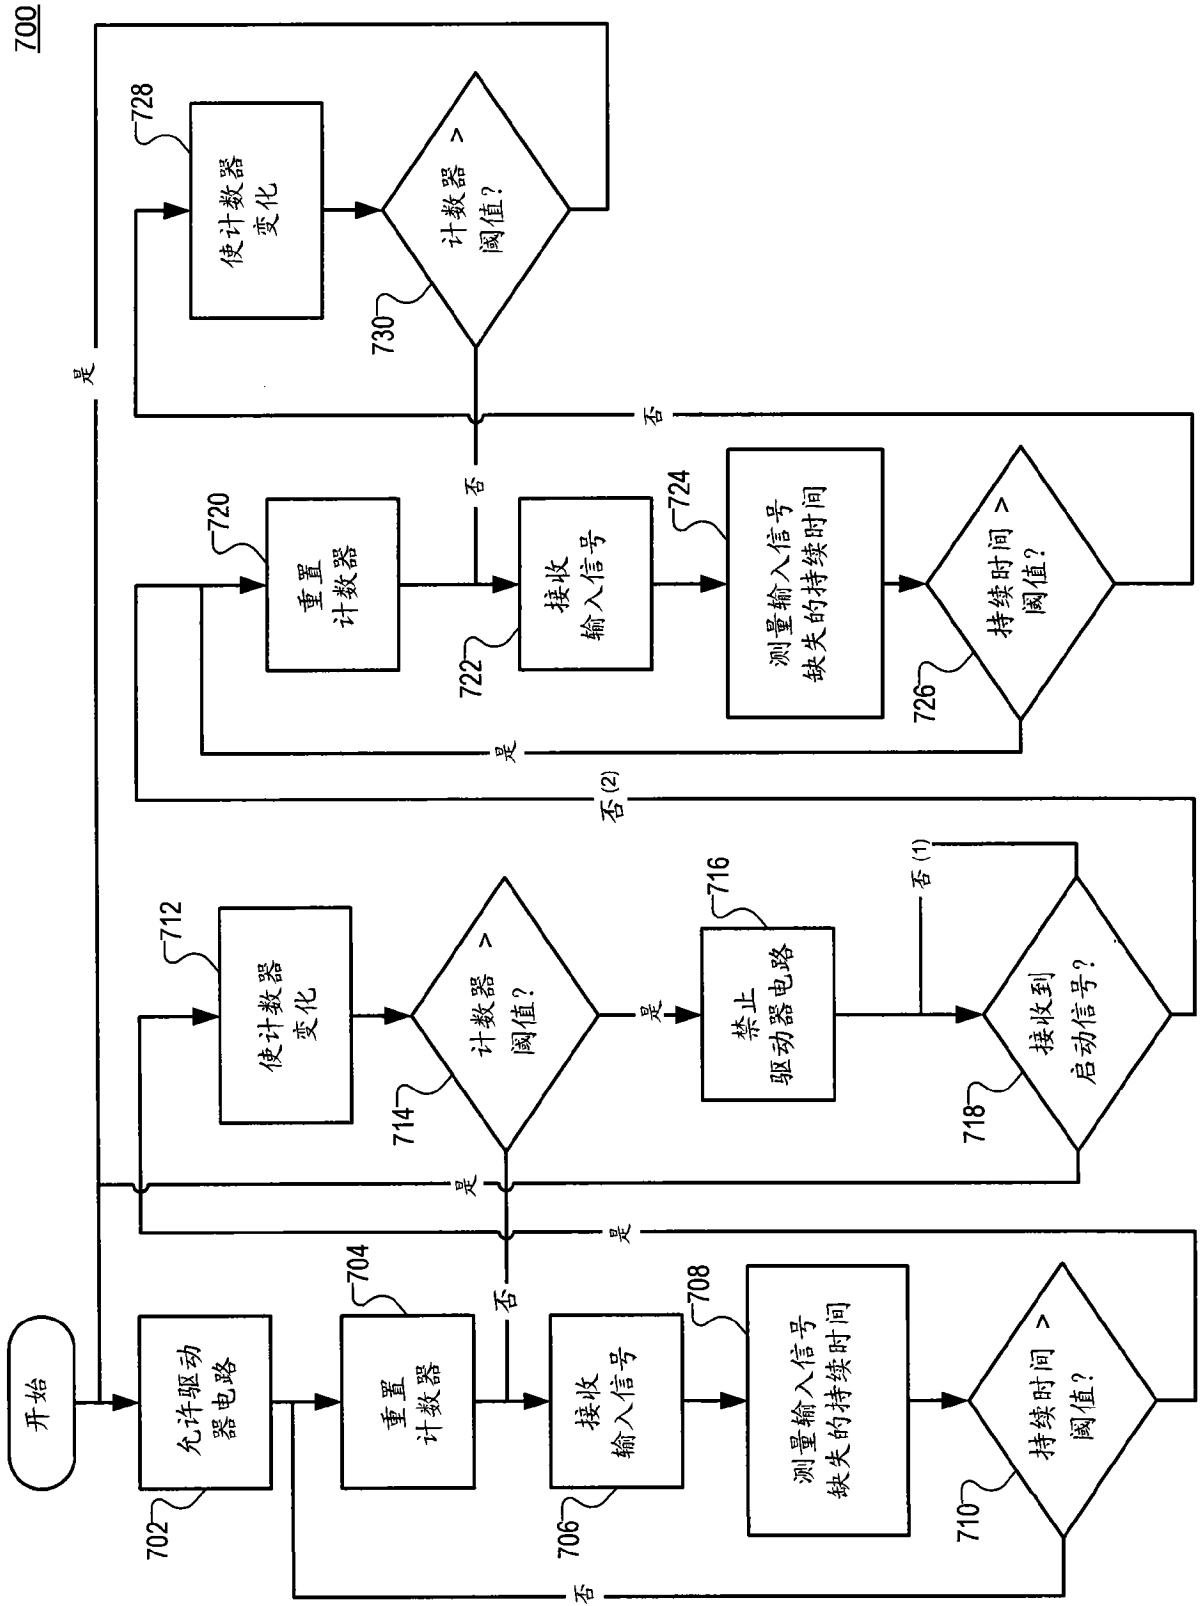 700
开始
允许驱动
器电路
702
重置
计数器
704
否
接收
输入信号
706
测量输入信号
缺失的持续时间
708
持续时间 >
阈值?
710
否
是
使计数器
变化
712
计数器 >
阈值?
714
是
禁止
驱动器电路
716
否(1)
接收到
启动信号?
718
是
否(2)
重置
计数器
720
否
接收
输入信号
722
测量输入信号
缺失的持续时间
724
持续时间 >
阈值?
726
是
否
使计数器
变化
728
计数器 >
阈值?
730
是